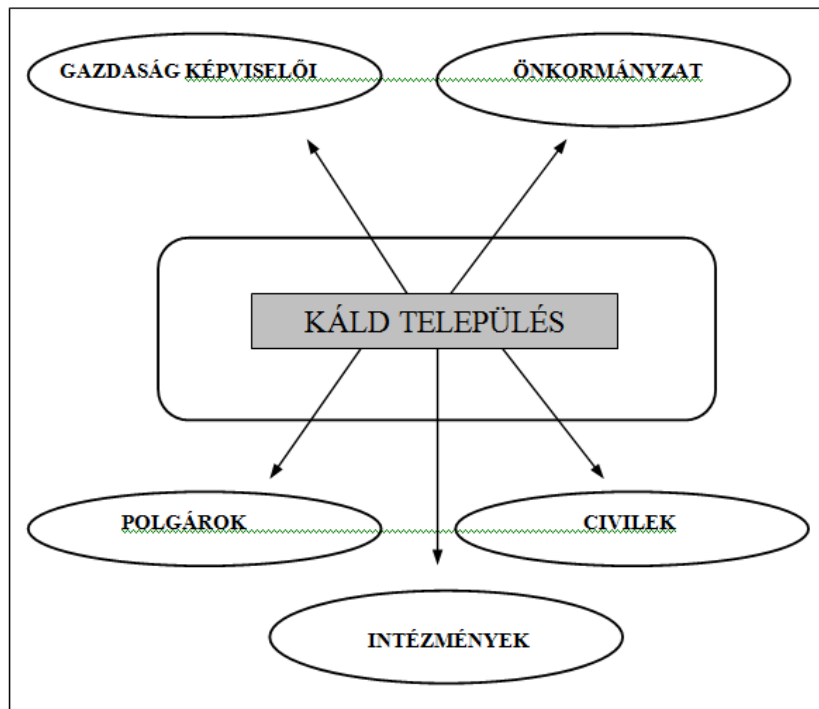 GAZDASÁG KÉPVISELŐI
ÖNKORMÁNYZAT
KÁLD TELEPÜLÉS
POLGÁROK
CIVILEK
INTÉZMÉNYEK